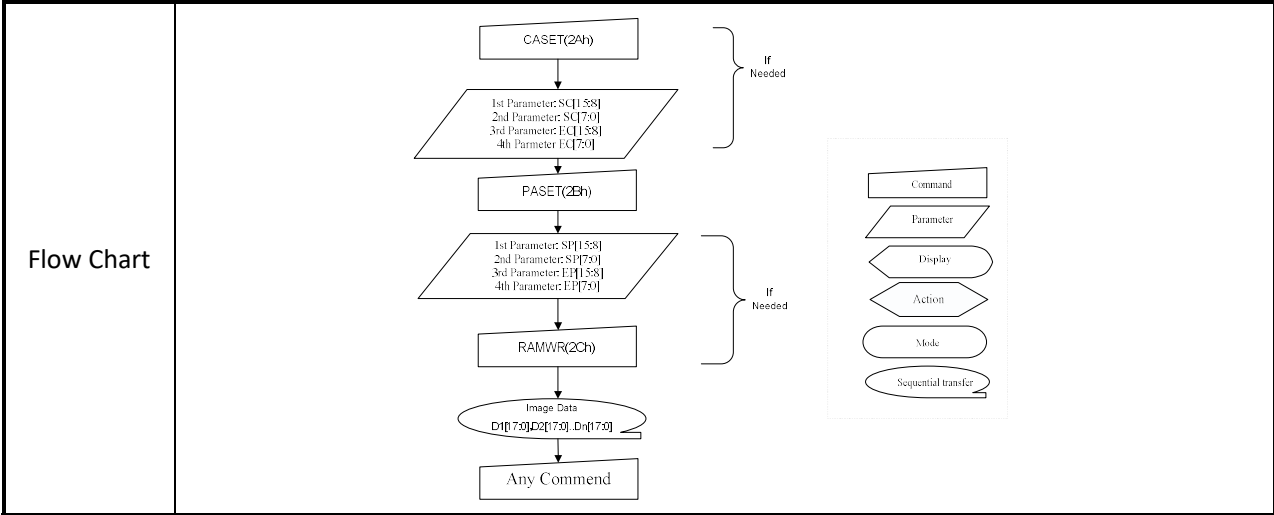 Flow Chart
CASET(2Ah)
If
Needed
1st Parameter: SC[15:8]
2nd Parameter: SC[7:0]
3rd Parameter: EC[15:8]
4th Parmeter EC[7:0]
PASET(2Bh)
1st Parameter: SP[15:8]
2nd Parameter: SP[7:0]
3rd Parameter: EP[15:8]
4th Parameter: EP[7:0]
If
Needed
RAMWR(2Ch)
Image Data
D1[17:0],D2[17:0]..Dn[17:0]
Any Commend
Command
Parameter
Display
Action
Mode
Sequential transfer